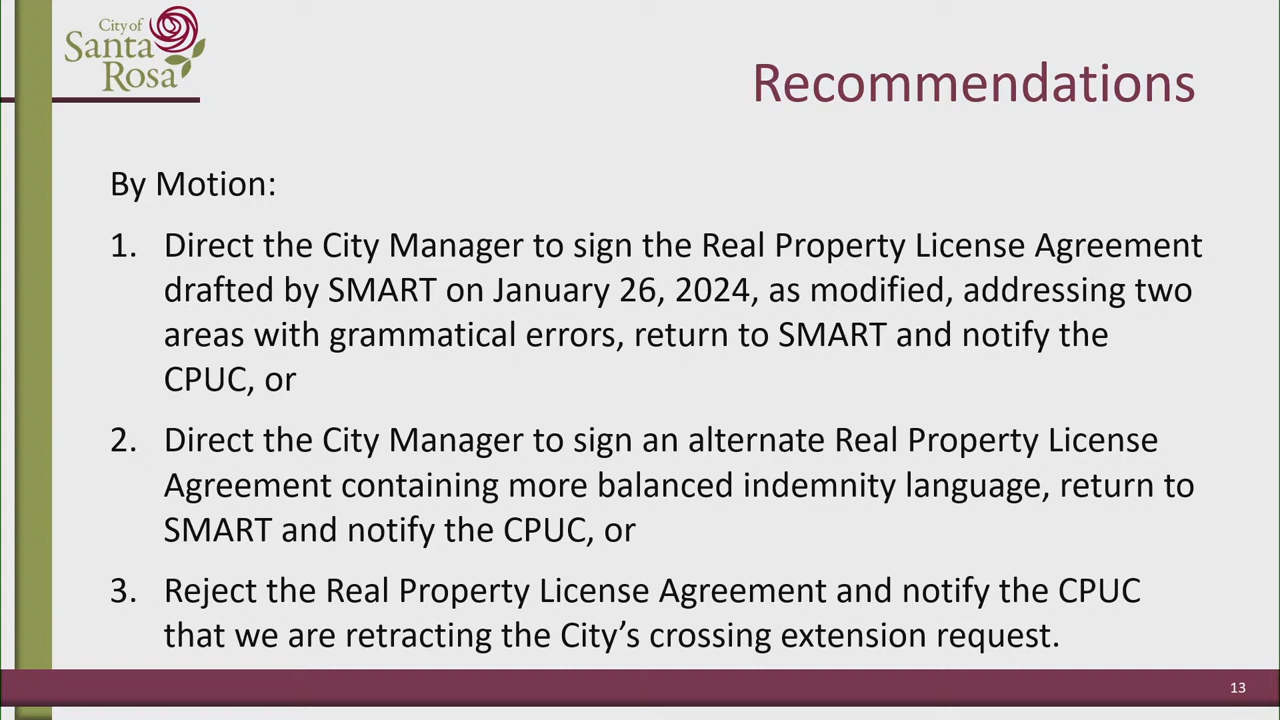 City of
Santa
Rosa
Recommendations
By Motion:
1. Direct the City Manager to sign the Real Property License Agreement
drafted by SMART on January 26, 2024, as modified, addressing two
areas with grammatical errors, return to SMART and notify the
CPUC, or
2. Direct the City Manager to sign an alternate Real Property License
Agreement containing more balanced indemnity language, return to
SMART and notify the CPUC, or
3. Reject the Real Property License Agreement and notify the CPUC
that we are retracting the City’s crossing extension request.
13